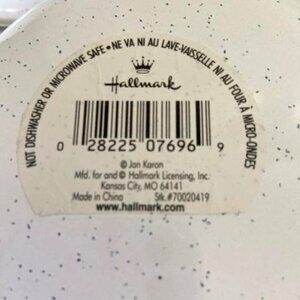 NOT DISHWASHER OR MICROWAVE SAFE • NE VA NI AU LAVE-VAISSELLE NI AU FOUR À MICRO-ONDES
Hallmark
0 28225 07696 9
© Jan Karon
Mfd. for and © Hallmark Licensing, Inc.
Kansas City, MO 64141
Made in China Stk.#70020419
www.hallmark.com